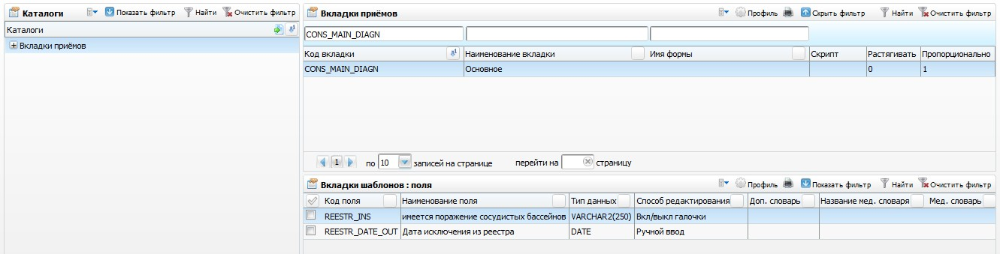 Каталоги Показать фильтр Найти Очистить фильтр
Каталоги
Вкладки приёмов
Вкладки приёмов Профиль Скрыть фильтр Найти Очистить фильтр
CONS_MAIN_DIAGN
Код вкладки Наименование вкладки Имя формы Скрипт Растягивать Пропорционально
CONS_MAIN_DIAGN Основное 0 1
1 по 10 записей на странице перейти на страницу
Вкладки шаблонов : поля Профиль Показать фильтр Найти Очистить фильтр
Код поля Наименование поля Тип данных Способ редактирования Доп. словарь Название мед. словаря Мед. словарь
REESTR_INS имеется поражение сосудистых бассейнов VARCHAR2(250) Вкл/выкл галочки
REESTR_DATE_OUT Дата исключения из реестра DATE Ручной ввод